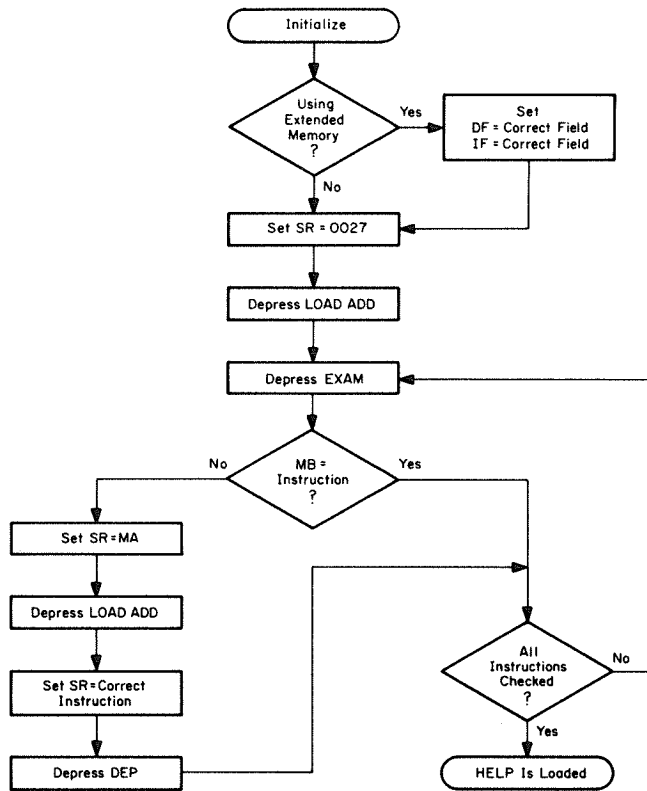 Initialize
Using
Extended
Memory
?
Yes
Set
DF = Correct Field
IF = Correct Field
No
Set SR = 0027
Depress LOAD ADD
Depress EXAM
No
MB =
Instruction
?
Yes
Set SR=MA
Depress LOAD ADD
Set SR=Correct
Instruction
Depress DEP
All
Instructions
Checked
?
No
Yes
HELP Is Loaded